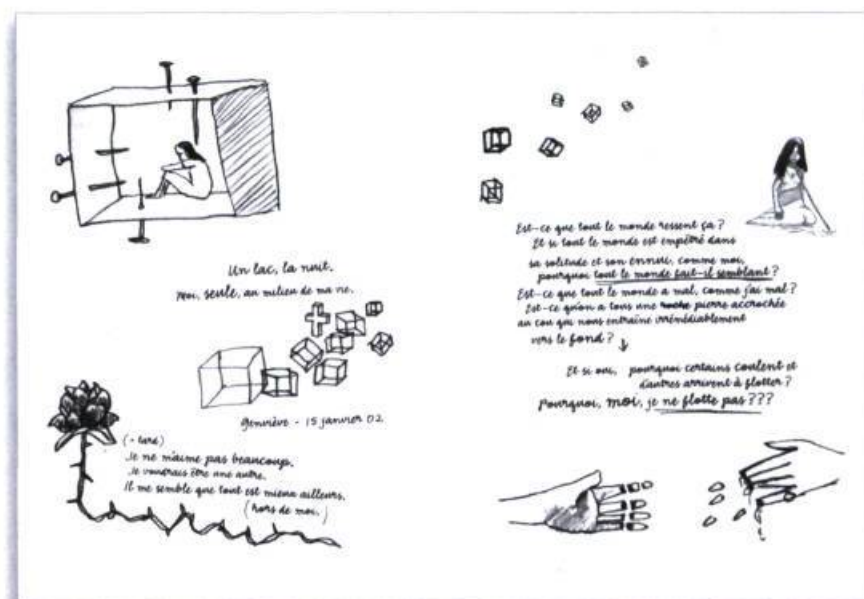 Un lac, la nuit.
Moi, seule, au milieu de ma vie.
Geneviève - 15 janvier 02
(+ tard)
Je ne m'aime pas beaucoup.
Je voudrais être une autre.
Il me semble que tout est mieux ailleurs.
(hors de moi.)
Est-ce que tout le monde ressent ça ?
Et si tout le monde est empêtré dans
sa solitude et son ennui, comme moi,
pourquoi tout le monde fait-il semblant ?
Est-ce que tout le monde a mal, comme j'ai mal ?
Est-ce qu'on a tous une roche pierre accrochée
au cou qui nous entraîne irrémédiablement
vers le fond ?
Et si oui, pourquoi certains coulent et
d'autres arrivent à flotter ?
Pourquoi, moi, je ne flotte pas ???